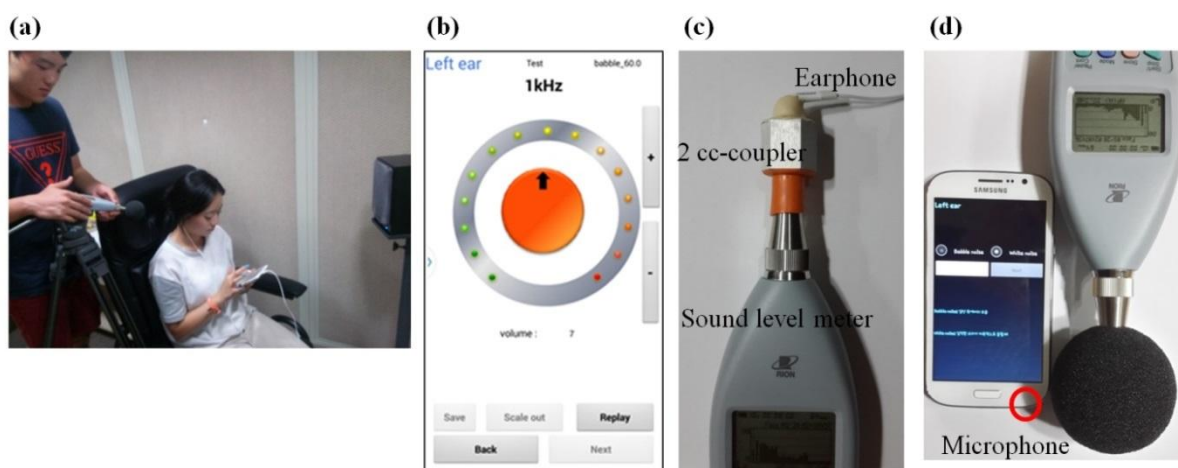 (a)
(b)
(c)
(d)
GUESS
?
Left ear
Test
babble_60.0
1kHz
+
-
volume : 7
Save
Scale out
Replay
Back
Next
Earphone
2 cc-coupler
Sound level meter
RION
SAMSUNG
Left ear
Babble noise
White noise
RION
Microphone